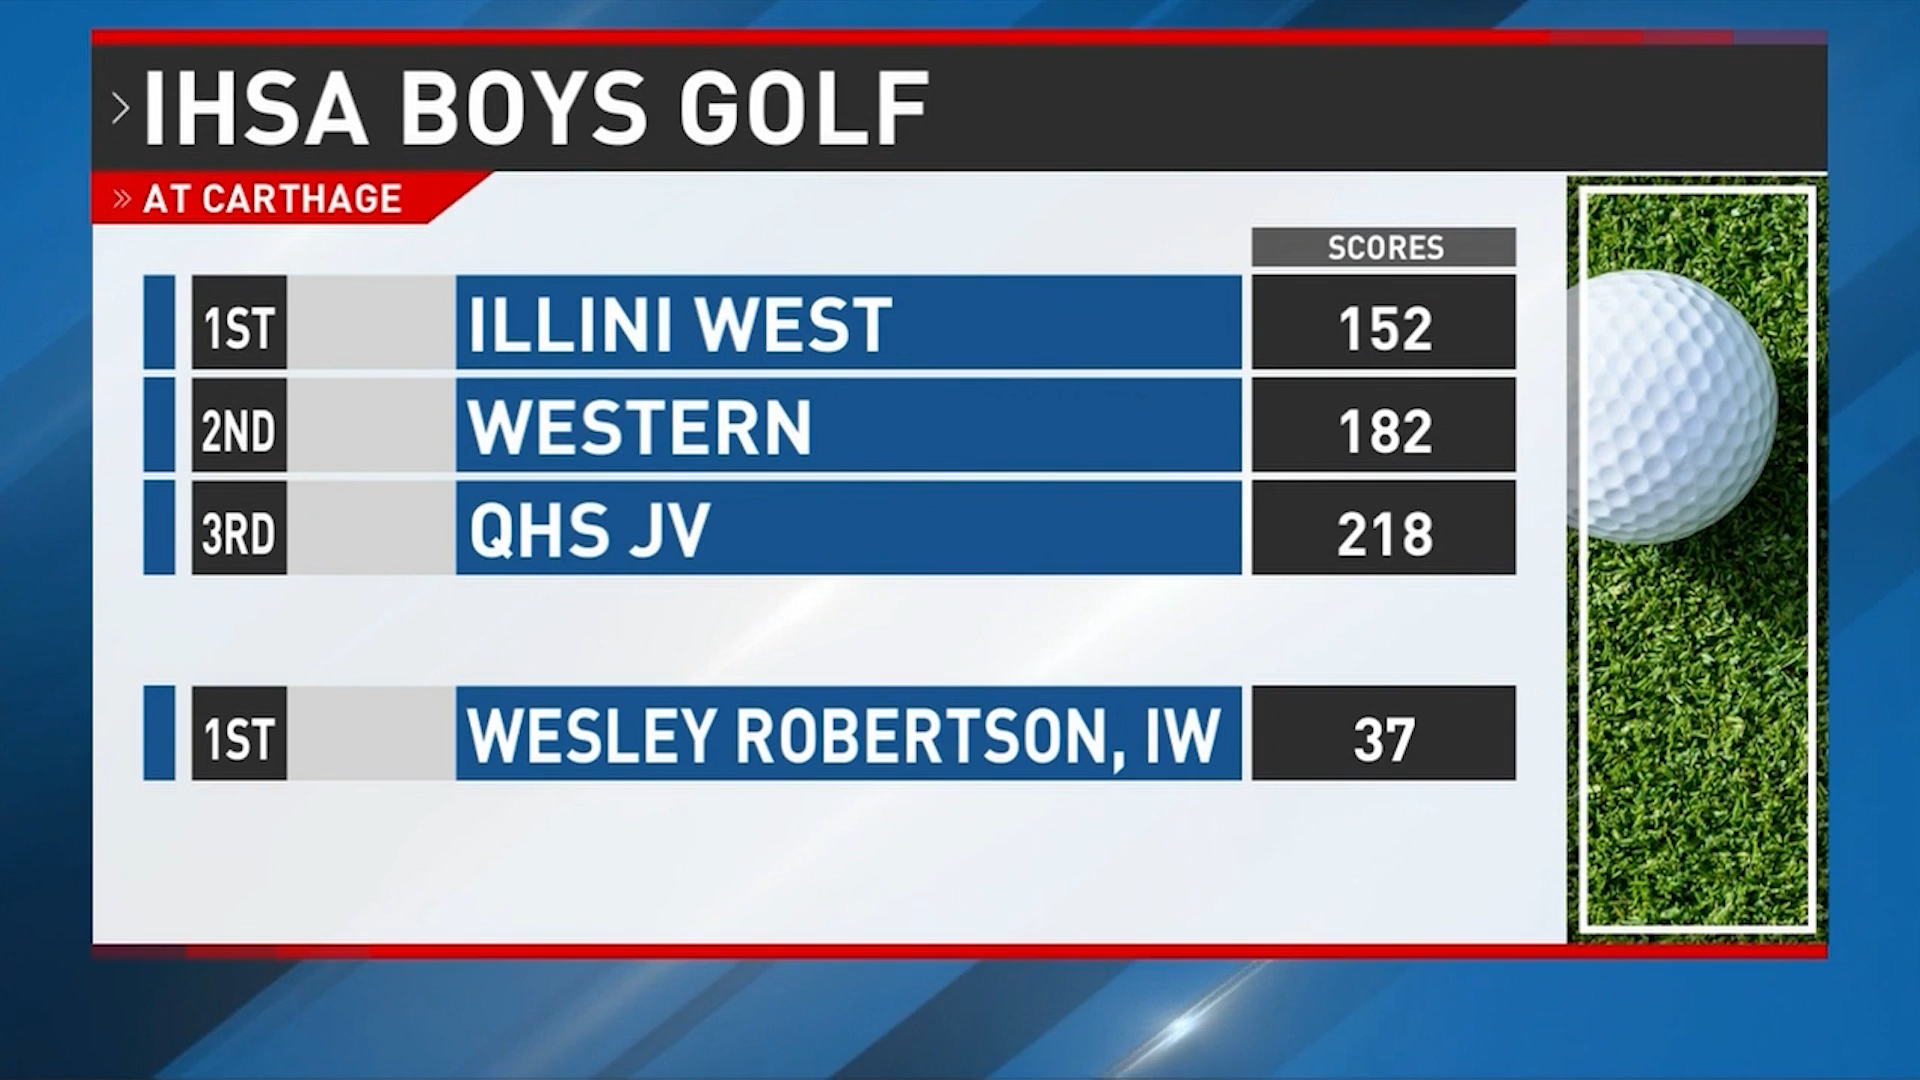 IHSA BOYS GOLF
AT CARTHAGE
SCORES
1ST ILLINI WEST 152
2ND WESTERN 182
3RD QHS JV 218
1ST WESLEY ROBERTSON, IW 37